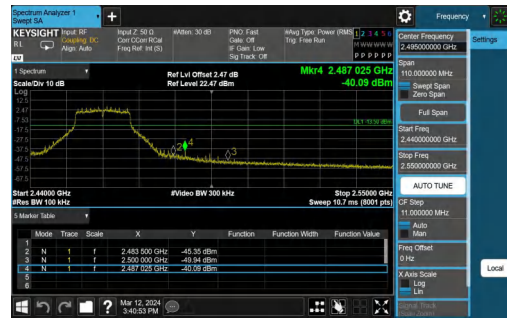 Spectrum Analyzer 1
Swept SA
Frequency
Settings
KEYSIGHT
RL
LV
Input: RF
Coupling: DC
Align: Auto
Input Z: 50 Ω
Corr CCorr RCal
Freq Ref: Int (S)
#Atten: 30 dB
PNO: Fast
Gate: Off
IF Gain: Low
Sig Track: Off
#Avg Type: Power (RMS
Trig: Free Run
1 2 3 4 5 6
M W W W W W
P P P P P P
Center Frequency
2.495000000 GHz
Span
110.000000 MHz
Swept Span
Zero Span
Full Span
Start Freq
2.440000000 GHz
Stop Freq
2.550000000 GHz
AUTO TUNE
CF Step
11.000000 MHz
Auto
Man
Freq Offset
0 Hz
X Axis Scale
Log
Lin
Signal Track
Local
1 Spectrum
Scale/Div 10 dB
Log
Ref Lvl Offset 2.47 dB
Ref Level 22.47 dBm
Mkr4 2.487 025 GHz
-40.09 dBm
12.5
2.47
-7.53
-17.5
-27.5
-37.5
-47.5
-57.5
-67.5
2
4
3
Start 2.44000 GHz
#Res BW 100 kHz
#Video BW 300 kHz
Stop 2.55000 GHz
Sweep 10.7 ms (8001 pts)
5 Marker Table
Mode Trace Scale X Y Function Function Width Function Value
1
2 N 1 f 2.483 500 GHz -45.35 dBm
3 N 1 f 2.500 000 GHz -49.94 dBm
4 N 1 f 2.487 025 GHz -40.09 dBm
5
6
?
Mar 12, 2024
3:40:53 PM